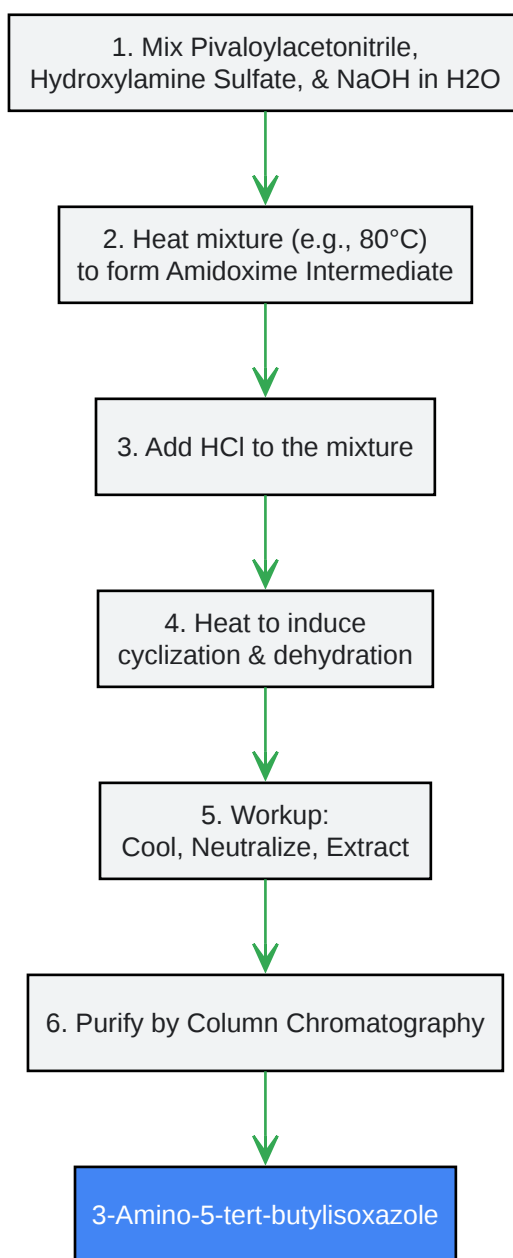 1. Mix Pivaloylacetonitrile,
Hydroxylamine Sulfate, & NaOH in H2O
2. Heat mixture (e.g., 80°C)
to form Amidoxime Intermediate
3. Add HCl to the mixture
4. Heat to induce
cyclization & dehydration
5. Workup:
Cool, Neutralize, Extract
6. Purify by Column Chromatography
3-Amino-5-tert-butylisoxazole